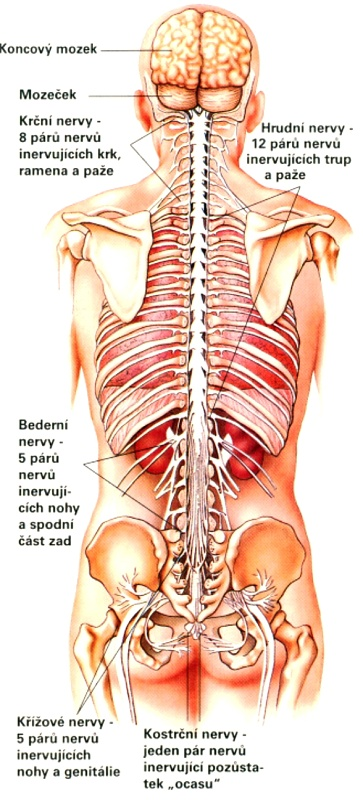 Koncový mozek
Mozeček
Krční nervy -
8 párů nervů
inervujících krk,
ramena a paže
Hrudní nervy -
12 párů nervů
inervujících trup
a paže
Bederní
nervy -
5 párů
nervů
inervují-
cích nohy
a spodní
část zad
Křížové nervy -
5 párů nervů
inervujících
nohy a genitálie
Kostrční nervy -
jeden pár nervů
inervující pozůsta-
tek „ocasu“